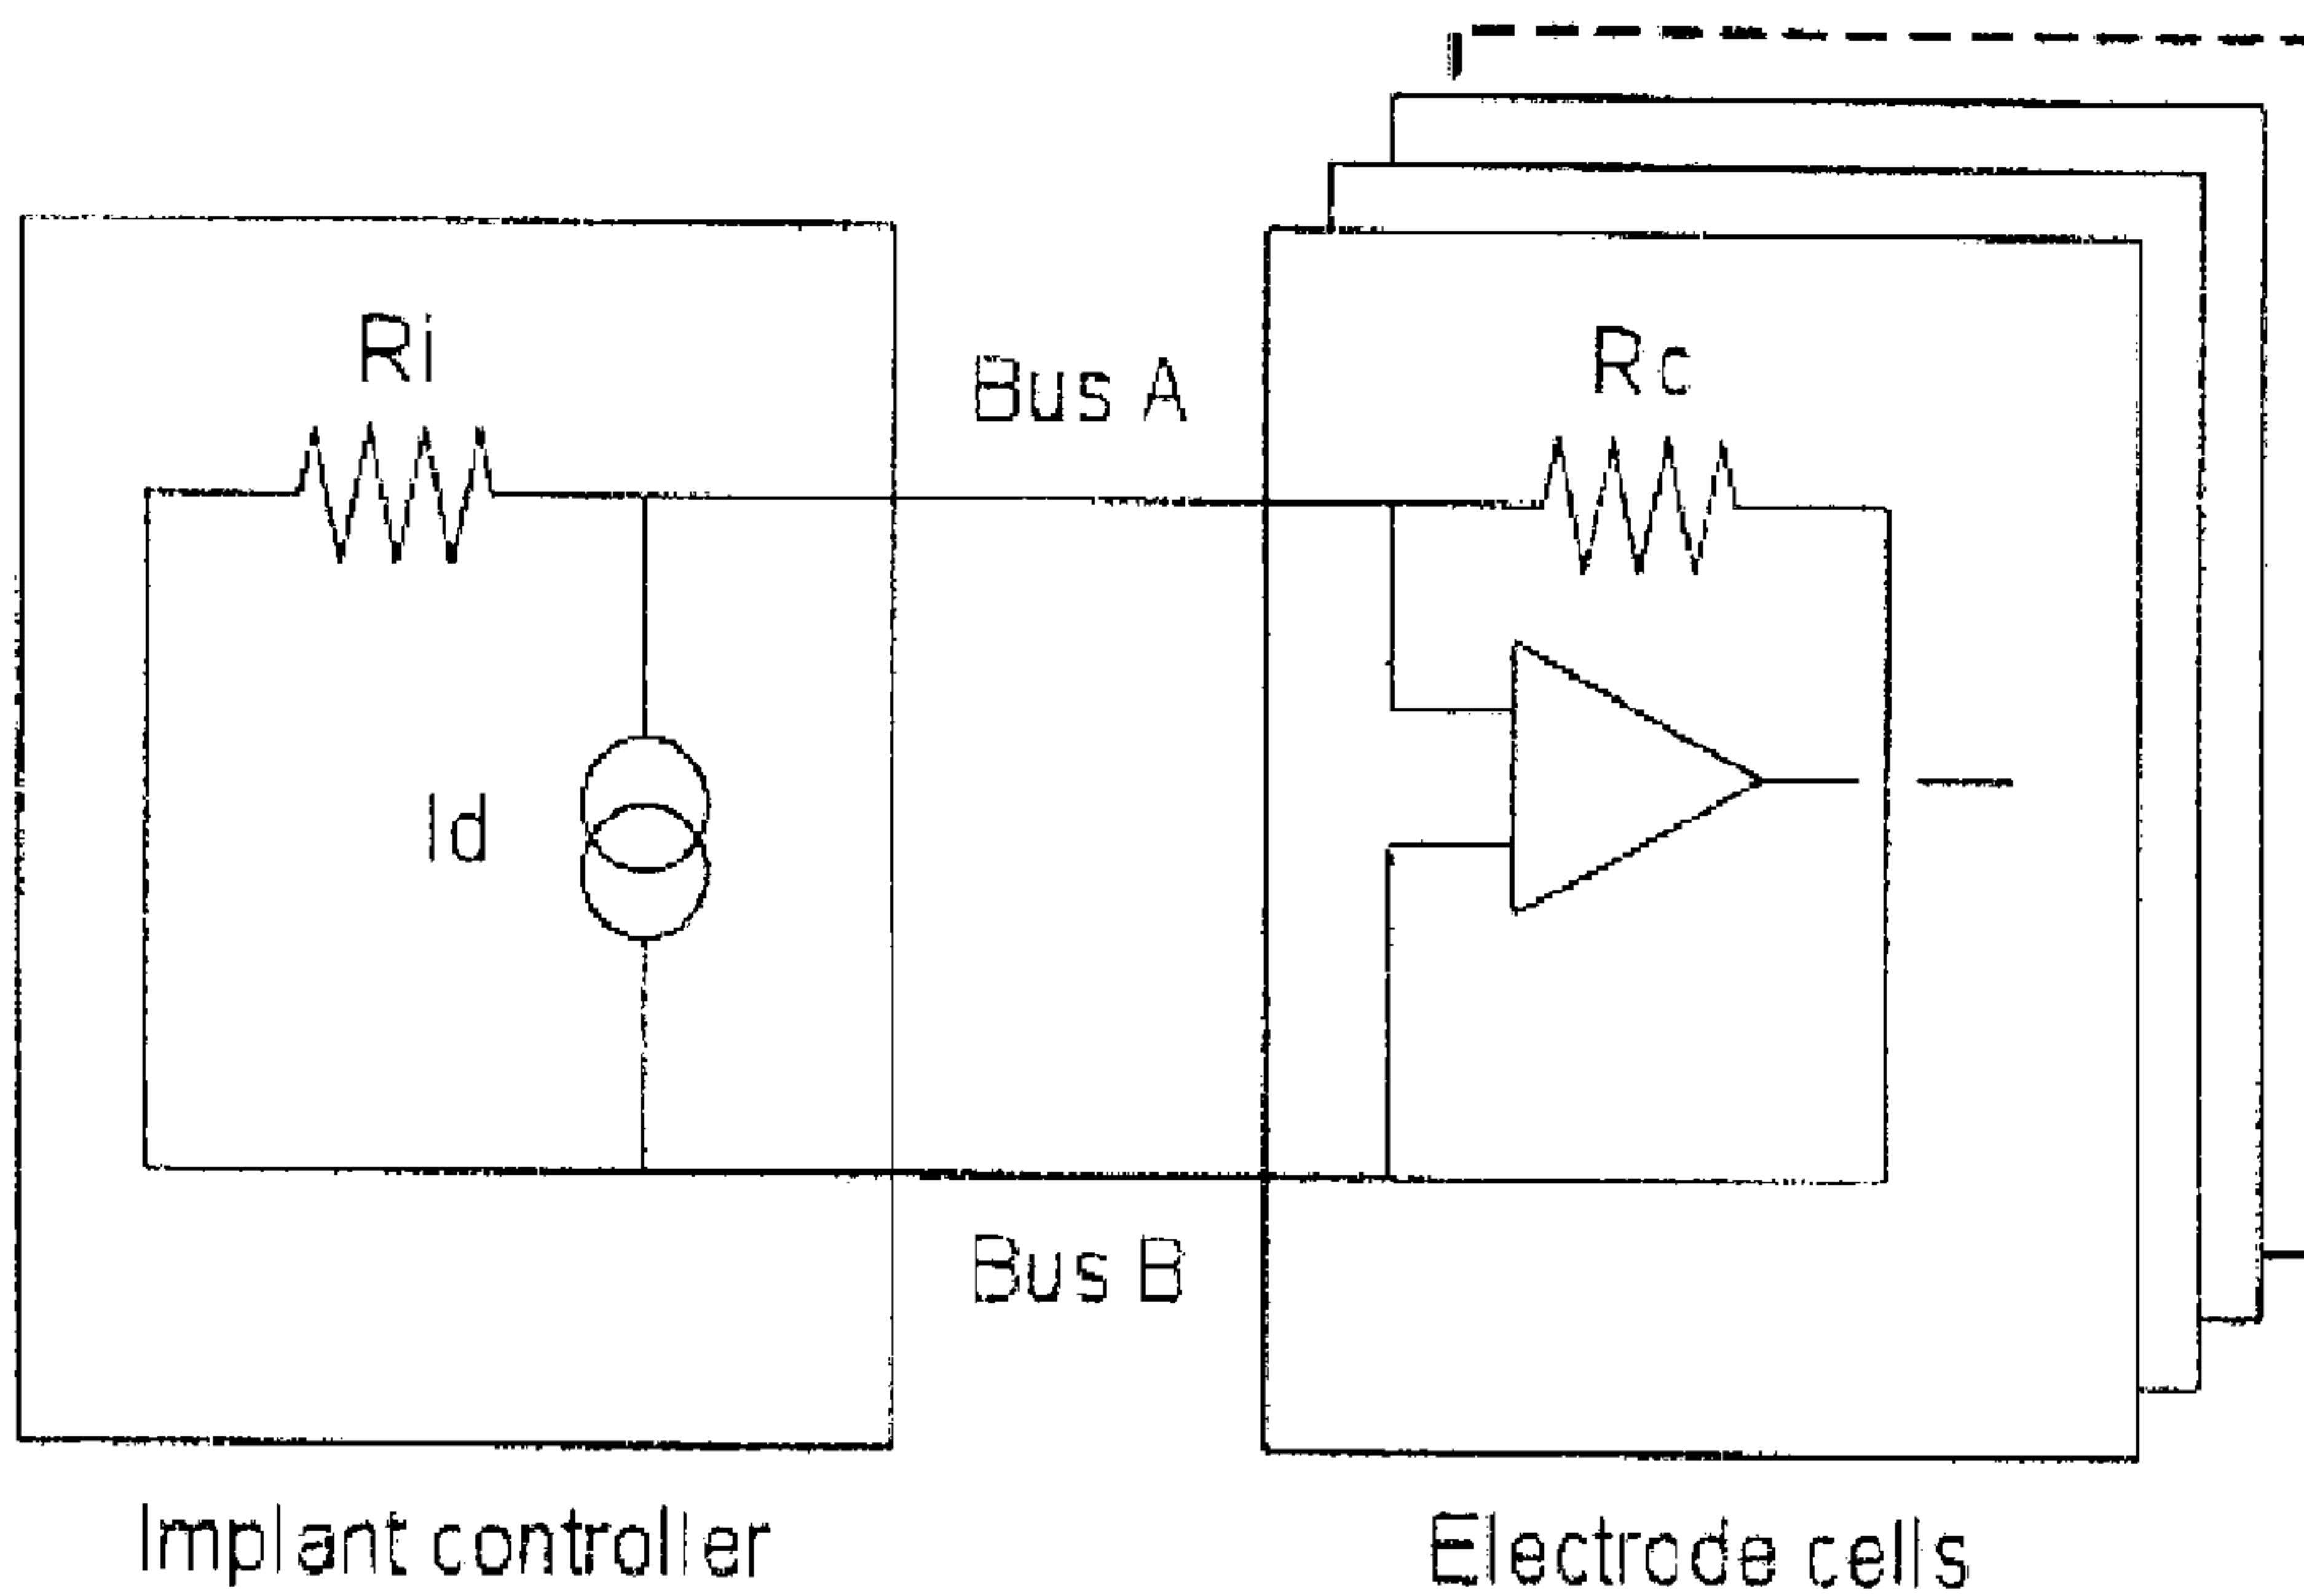 Ri
Bus A
Rc
Id
Bus B
Implant controller
Electrode cells